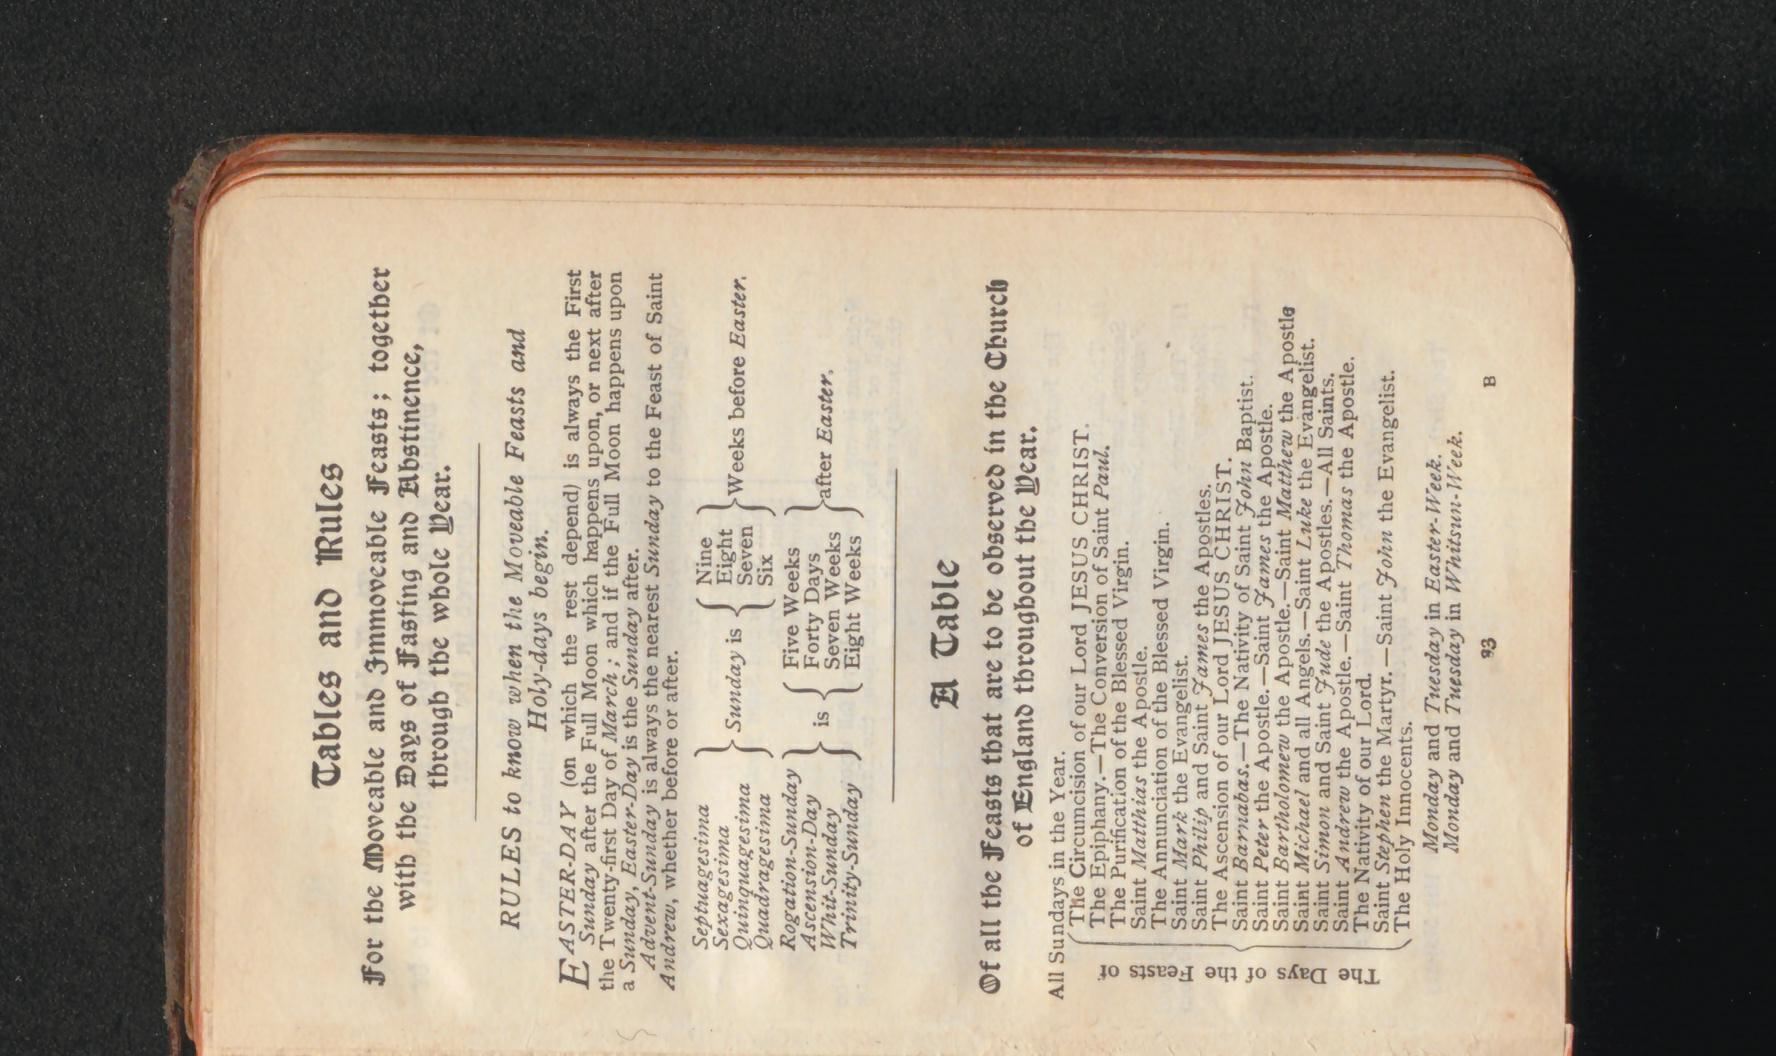 Tables and Rules
For the Moveable and Immoveable Feasts; together
with the Days of Fasting and Abstinence,
through the whole Year.
RULES to know when the Moveable Feasts and
Holy-days begin.
EASTER-DAY (on which the rest depend) is always the First
Sunday after the Full Moon which happens upon, or next after
the Twenty-first Day of March; and if the Full Moon happens upon
a Sunday, Easter-Day is the Sunday after.
Advent-Sunday is always the nearest Sunday to the Feast of Saint
Andrew, whether before or after.
Septuagesima Nine
Sexagesima Eight
Sunday is Weeks before Easter.
Quinquagesima Seven
Quadragesima Six
Rogation-Sunday Five Weeks
Ascension-Day Forty Days
is after Easter.
Whit-Sunday Seven Weeks
Trinity-Sunday Eight Weeks
A Table
Of all the Feasts that are to be observed in the Church
of England throughout the Year.
All Sundays in the Year.
The Days of the Feasts of
The Circumcision of our Lord JESUS CHRIST.
The Epiphany.—The Conversion of Saint Paul.
The Purification of the Blessed Virgin.
Saint Matthias the Apostle.
The Annunciation of the Blessed Virgin.
Saint Mark the Evangelist.
Saint Philip and Saint James the Apostles.
The Ascension of our Lord JESUS CHRIST.
Saint Barnabas.—The Nativity of Saint John Baptist.
Saint Peter the Apostle.—Saint James the Apostle.
Saint Bartholomew the Apostle.—Saint Matthew the Apostle
Saint Michael and all Angels.—Saint Luke the Evangelist.
Saint Simon and Saint Jude the Apostles.—All Saints.
Saint Andrew the Apostle.—Saint Thomas the Apostle.
The Nativity of our Lord.
Saint Stephen the Martyr.—Saint John the Evangelist.
The Holy Innocents.
Monday and Tuesday in Easter-Week.
Monday and Tuesday in Whitsun-Week.
93 B